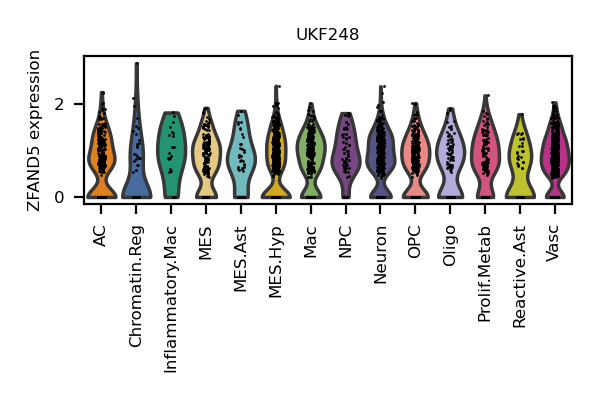 UKF248
ZFAND5 expression
2
0
AC
Chromatin.Reg
Inflammatory.Mac
MES
MES.Ast
MES.Hyp
Mac
NPC
Neuron
OPC
Oligo
Prolif.Metab
Reactive.Ast
Vasc